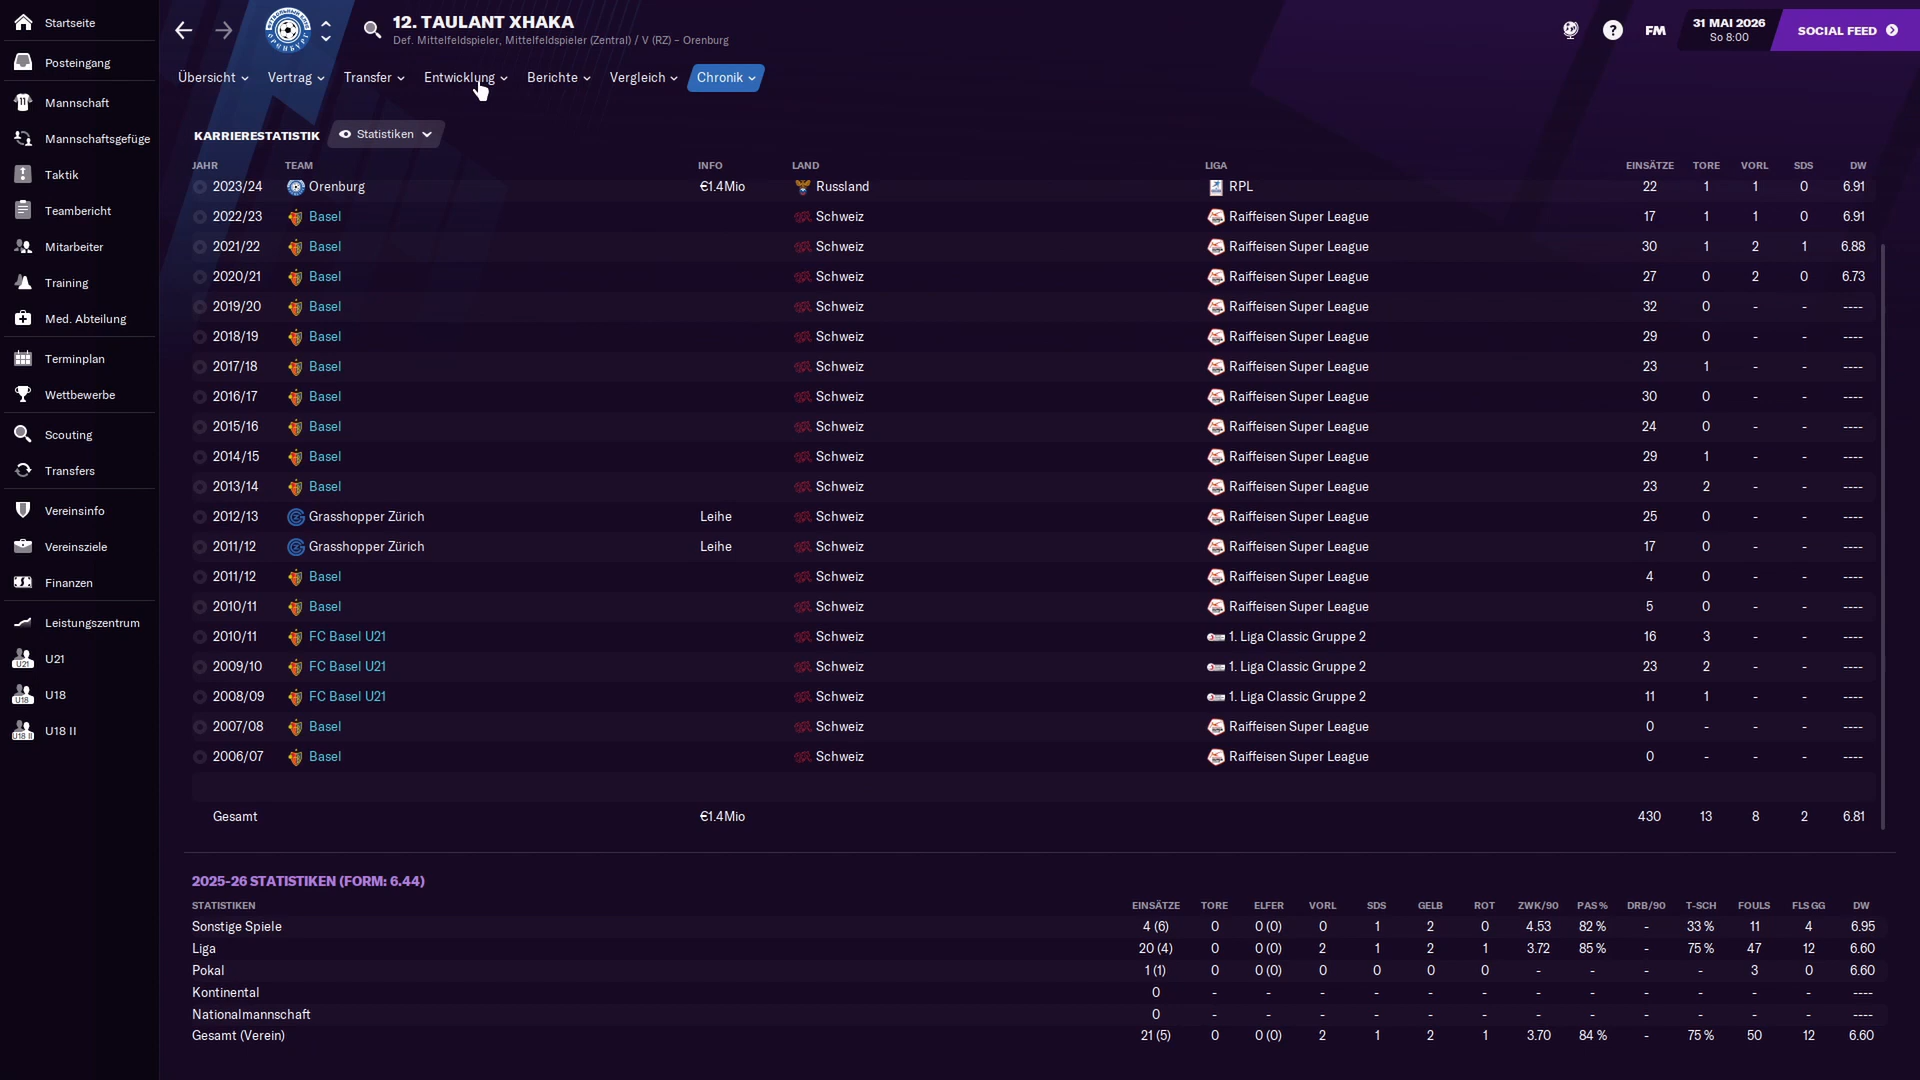 Startseite
12. TAULANT XHAKA
Def. Mittelfeldspieler, Mittelfeldspieler (Zentral) / V (RZ) – Orenburg
FM
31 MAI 2026
So 8:00
SOCIAL FEED
Posteingang
Mannschaft
Mannschaftsgefüge
Taktik
Teambericht
Mitarbeiter
Training
Med. Abteilung
Terminplan
Wettbewerbe
Scouting
Transfers
Vereinsinfo
Vereinsziele
Finanzen
Leistungszentrum
U21 U21
U18 U18
U18 II U18 II
Übersicht Vertrag Transfer Entwicklung Berichte Vergleich Chronik
KARRIERESTATISTIK Statistiken
JAHR TEAM INFO LAND LIGA EINSÄTZE TORE VORL SDS DW
2023/24 Orenburg €1.4Mio Russland RPL 22 1 1 0 6.91
2022/23 Basel Schweiz Raiffeisen Super League 17 1 1 0 6.91
2021/22 Basel Schweiz Raiffeisen Super League 30 1 2 1 6.88
2020/21 Basel Schweiz Raiffeisen Super League 27 0 2 0 6.73
2019/20 Basel Schweiz Raiffeisen Super League 32 0 - - ----
2018/19 Basel Schweiz Raiffeisen Super League 29 0 - - ----
2017/18 Basel Schweiz Raiffeisen Super League 23 1 - - ----
2016/17 Basel Schweiz Raiffeisen Super League 30 0 - - ----
2015/16 Basel Schweiz Raiffeisen Super League 24 0 - - ----
2014/15 Basel Schweiz Raiffeisen Super League 29 1 - - ----
2013/14 Basel Schweiz Raiffeisen Super League 23 2 - - ----
2012/13 Grasshopper Zürich Leihe Schweiz Raiffeisen Super League 25 0 - - ----
2011/12 Grasshopper Zürich Leihe Schweiz Raiffeisen Super League 17 0 - - ----
2011/12 Basel Schweiz Raiffeisen Super League 4 0 - - ----
2010/11 Basel Schweiz Raiffeisen Super League 5 0 - - ----
2010/11 FC Basel U21 Schweiz 1. Liga Classic Gruppe 2 16 3 - - ----
2009/10 FC Basel U21 Schweiz 1. Liga Classic Gruppe 2 23 2 - - ----
2008/09 FC Basel U21 Schweiz 1. Liga Classic Gruppe 2 11 1 - - ----
2007/08 Basel Schweiz Raiffeisen Super League 0 - - - ----
2006/07 Basel Schweiz Raiffeisen Super League 0 - - - ----
Gesamt €1.4Mio 430 13 8 2 6.81
2025-26 STATISTIKEN (FORM: 6.44)
STATISTIKEN EINSÄTZE TORE ELFER VORL SDS GELB ROT ZWK/90 PAS % DRB/90 T-SCH FOULS FLS GG DW
Sonstige Spiele 4 (6) 0 0 (0) 0 1 2 0 4.53 82 % - 33 % 11 4 6.95
Liga 20 (4) 0 0 (0) 2 1 2 1 3.72 85 % - 75 % 47 12 6.60
Pokal 1 (1) 0 0 (0) 0 0 0 0 - - - - 3 0 6.60
Kontinental 0 - - - - - - - - - - - - ----
Nationalmannschaft 0 - - - - - - - - - - - - ----
Gesamt (Verein) 21 (5) 0 0 (0) 2 1 2 1 3.70 84 % - 75 % 50 12 6.60